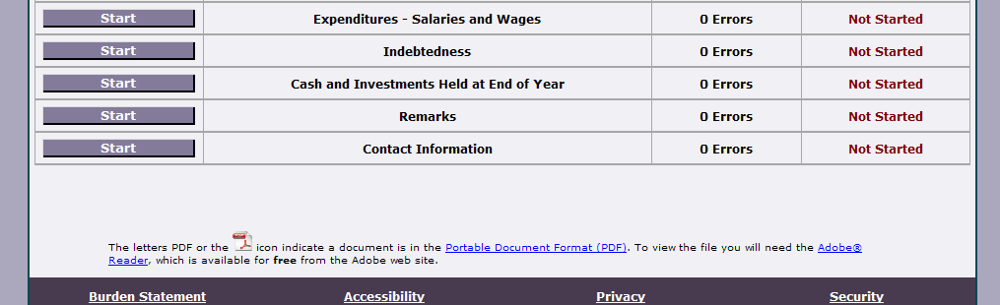 Start Expenditures - Salaries and Wages 0 Errors Not Started
Start Indebtedness 0 Errors Not Started
Start Cash and Investments Held at End of Year 0 Errors Not Started
Start Remarks 0 Errors Not Started
Start Contact Information 0 Errors Not Started
The letters PDF or the icon indicate a document is in the Portable Document Format (PDF). To view the file you will need the Adobe®
Reader, which is available for free from the Adobe web site.
Burden Statement Accessibility Privacy Security